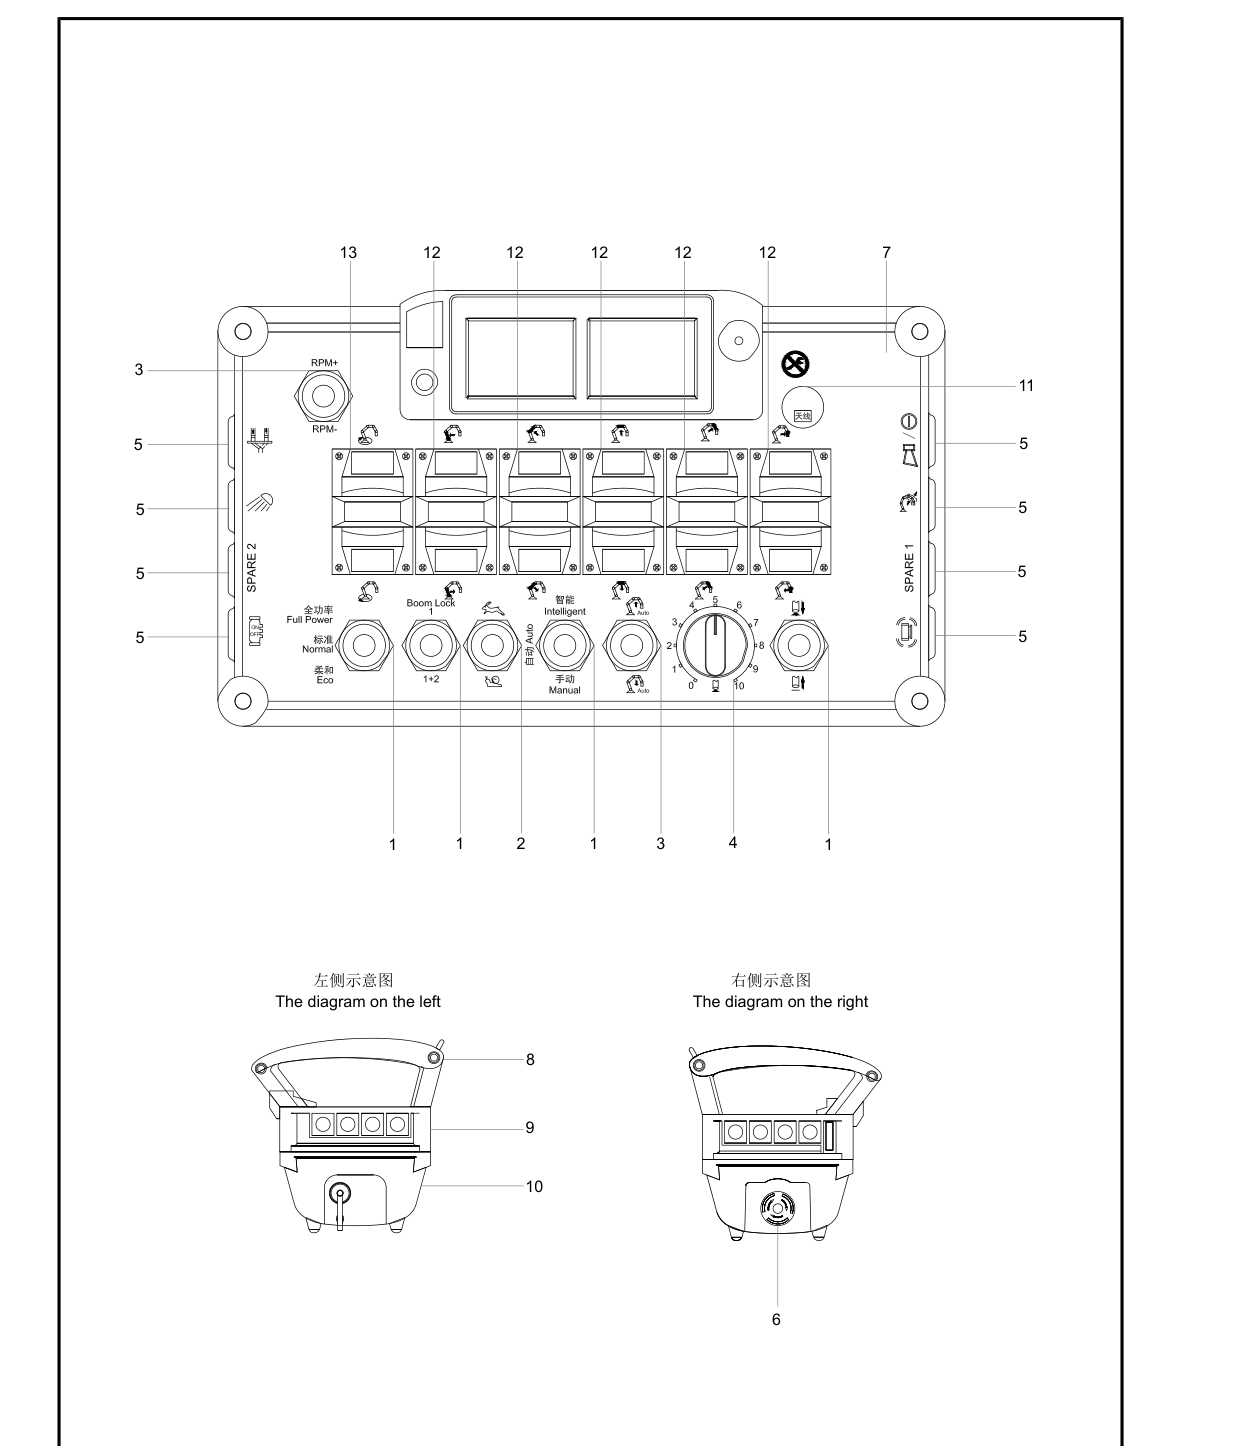 13 12 12 12 12 12 7
3
RPM+
RPM-
天线
11
5 5
5 5
SPARE 2
SPARE 1
5 5
5 5
全功率
Full Power
标准
Normal
柔和
Eco
Boom Lock
1
1+2
自动 Auto
智能
Intelligent
手动
Manual
Auto
Auto
0 1 2 3 4 5 6 7 8 9 10
1 1 2 1 3 4 1
左侧示意图
The diagram on the left
右侧示意图
The diagram on the right
8
9
10
6